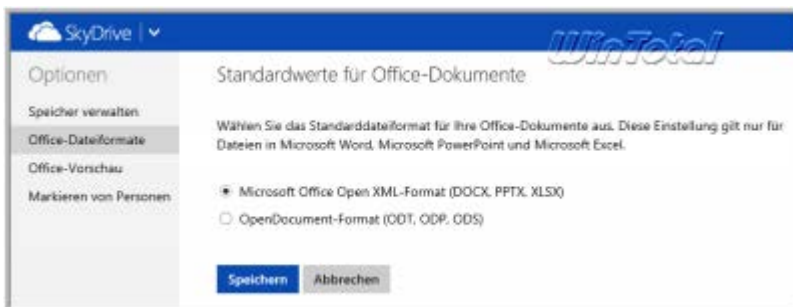 SkyDrive
WinTotal
Optionen
Speicher verwalten
Office-Dateiformate
Office-Vorschau
Markieren von Personen
Standardwerte für Office-Dokumente
Wählen Sie das Standarddateiformat für Ihre Office-Dokumente aus. Diese Einstellung gilt nur für
Dateien in Microsoft Word, Microsoft PowerPoint und Microsoft Excel.
Microsoft Office Open XML-Format (DOCX, PPTX, XLSX)
OpenDocument-Format (ODT, ODP, ODS)
Speichern Abbrechen